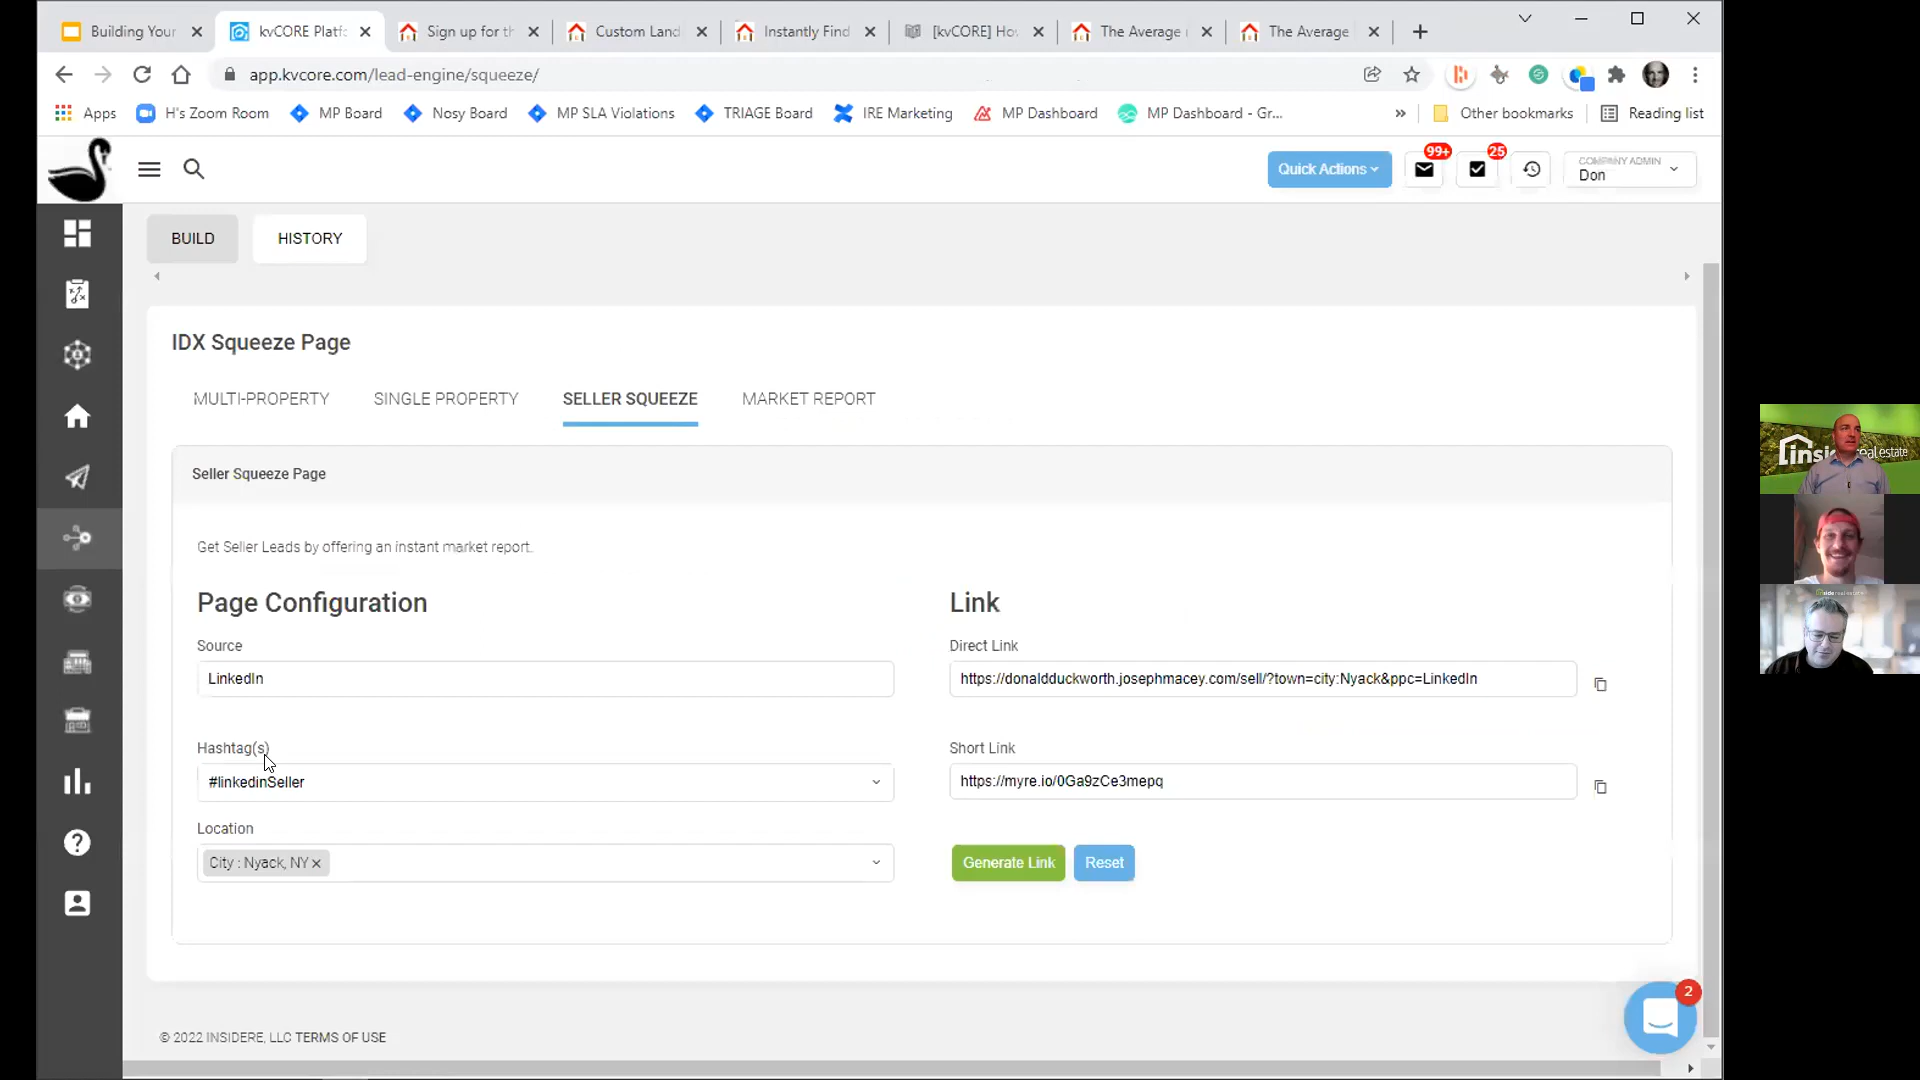 Building Your
kvCORE Platfo
Sign up for th
Custom Land
Instantly Find
[kvCORE] Ho
The Average
The Average
app.kvcore.com/lead-engine/squeeze/
Apps
H's Zoom Room
MP Board
Nosy Board
MP SLA Violations
TRIAGE Board
IRE Marketing
MP Dashboard
MP Dashboard - Gr...
»
Other bookmarks
Reading list
Quick Actions
99+
25
COMPANY ADMIN
Don
BUILD
HISTORY
IDX Squeeze Page
MULTI-PROPERTY
SINGLE PROPERTY
SELLER SQUEEZE
MARKET REPORT
Seller Squeeze Page
Get Seller Leads by offering an instant market report.
Page Configuration
Link
Source
Direct Link
LinkedIn
https://donaldduckworth.josephmacey.com/sell/?town=city:Nyack&ppc=LinkedIn
Hashtag(s)
Short Link
#linkedinSeller
https://myre.io/0Ga9zCe3mepq
Location
City : Nyack, NY
Generate Link
Reset
2
© 2022 INSIDERE, LLC TERMS OF USE